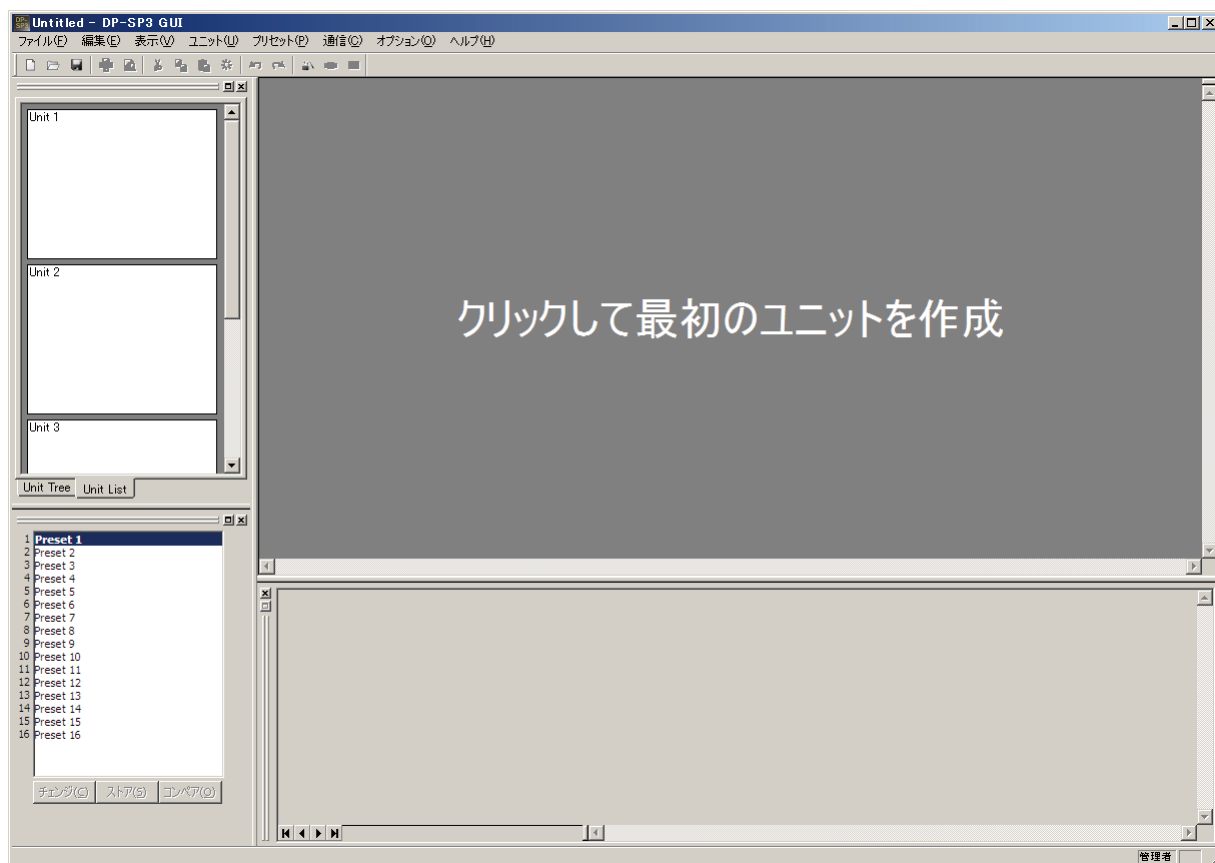 Untitled - DP-SP3 GUI
ファイル(F) 編集(E) 表示(V) ユニット(U) プリセット(P) 通信(C) オプション(O) ヘルプ(H)
Unit 1
Unit 2
Unit 3
Unit Tree Unit List
クリックして最初のユニットを作成
1 Preset 1
2 Preset 2
3 Preset 3
4 Preset 4
5 Preset 5
6 Preset 6
7 Preset 7
8 Preset 8
9 Preset 9
10 Preset 10
11 Preset 11
12 Preset 12
13 Preset 13
14 Preset 14
15 Preset 15
16 Preset 16
チェンジ(C) ストア(S) コンペア(O)
管理者